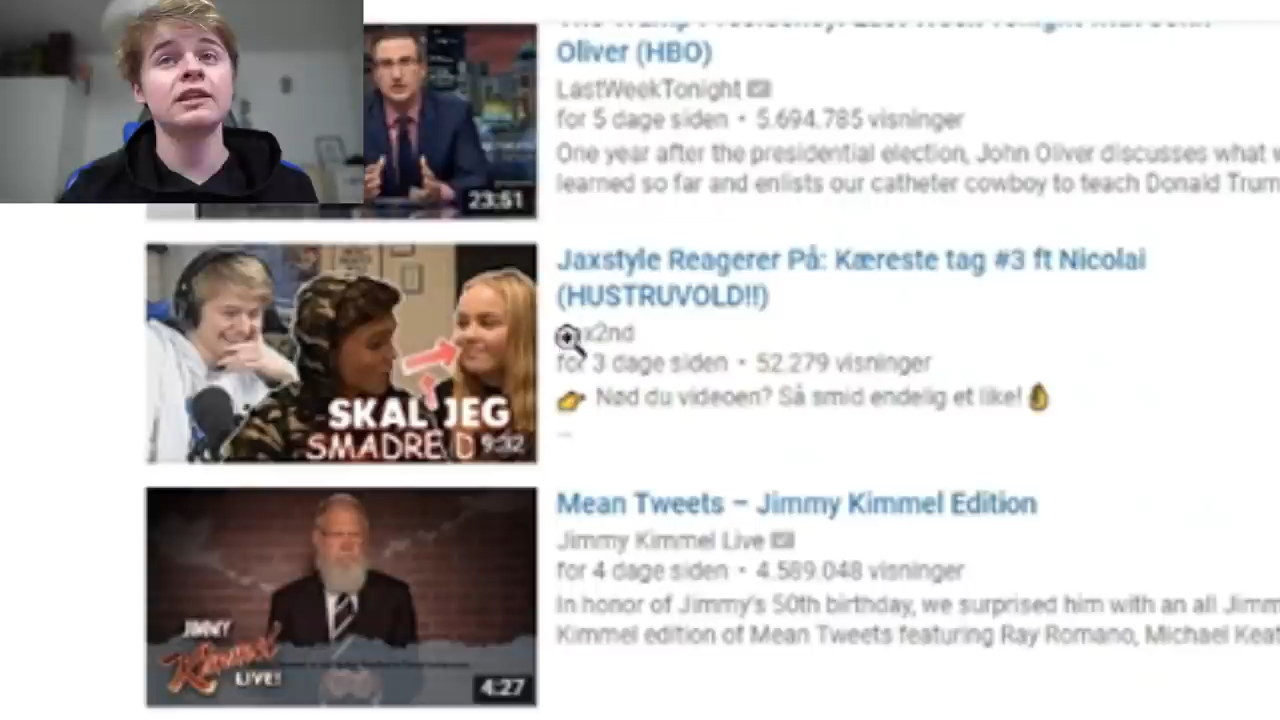 Oliver (HBO)
LastWeekTonight
for 5 dage siden • 5.694.785 visninger
One year after the presidential election, John Oliver discusses what
learned so far and enlists our catheter cowboy to teach Donald Trum
23:51
Jaxstyle Reagerer På: Kæreste tag #3 ft Nicolai
(HUSTRUVOLD!!)
x2nd
for 3 dage siden • 52.279 visninger
👉 Nød du videoen? Så smid endelig et like! 👌
...
SKAL JEG
SMADRE D
9:32
Mean Tweets – Jimmy Kimmel Edition
Jimmy Kimmel Live
for 4 dage siden • 4.589.048 visninger
In honor of Jimmy's 50th birthday, we surprised him with an all Jimm
Kimmel edition of Mean Tweets featuring Ray Romano, Michael Keat
JIMMY
Kimmel
LIVE!
4:27